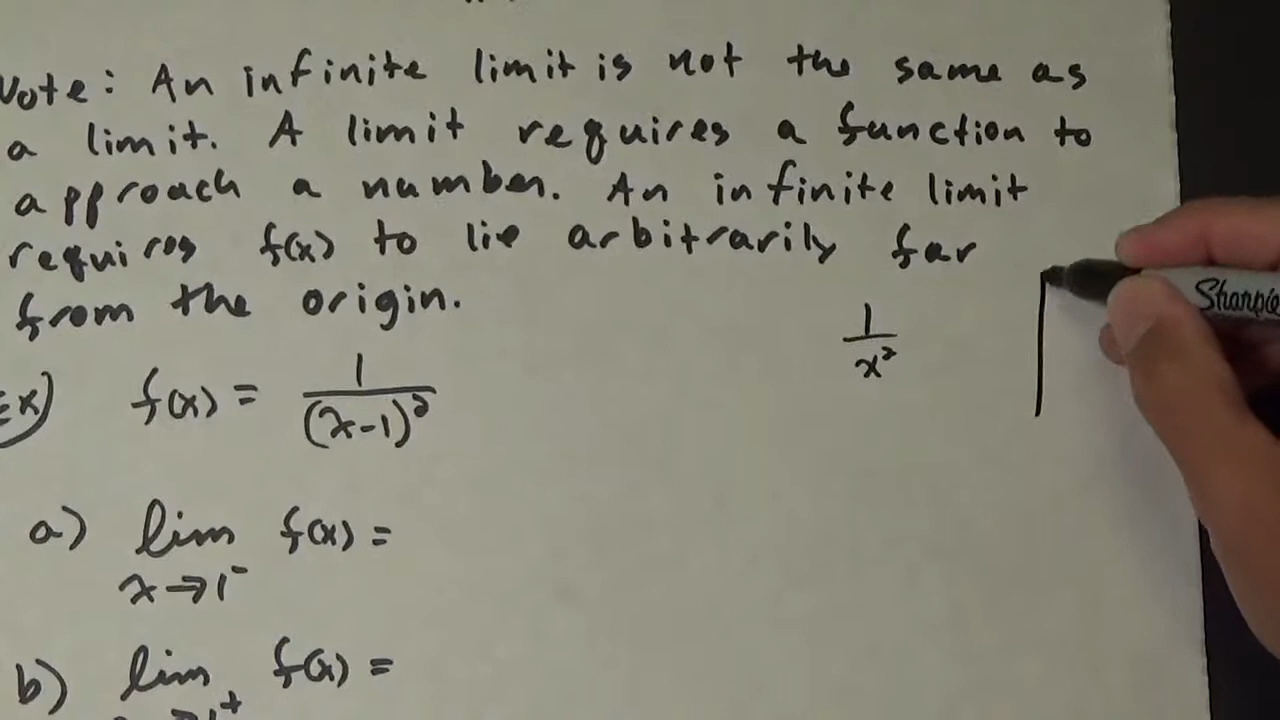 Note: An infinite limit is not the same as
a limit. A limit requires a function to
approach a number. An infinite limit
requires f(x) to lie arbitrarily far
from the origin.
1/x²
Sharpie
Ex) f(x) = 1/(x-1)²
a) lim f(x) =
x→1⁻
b) lim f(x) =
x→1⁺